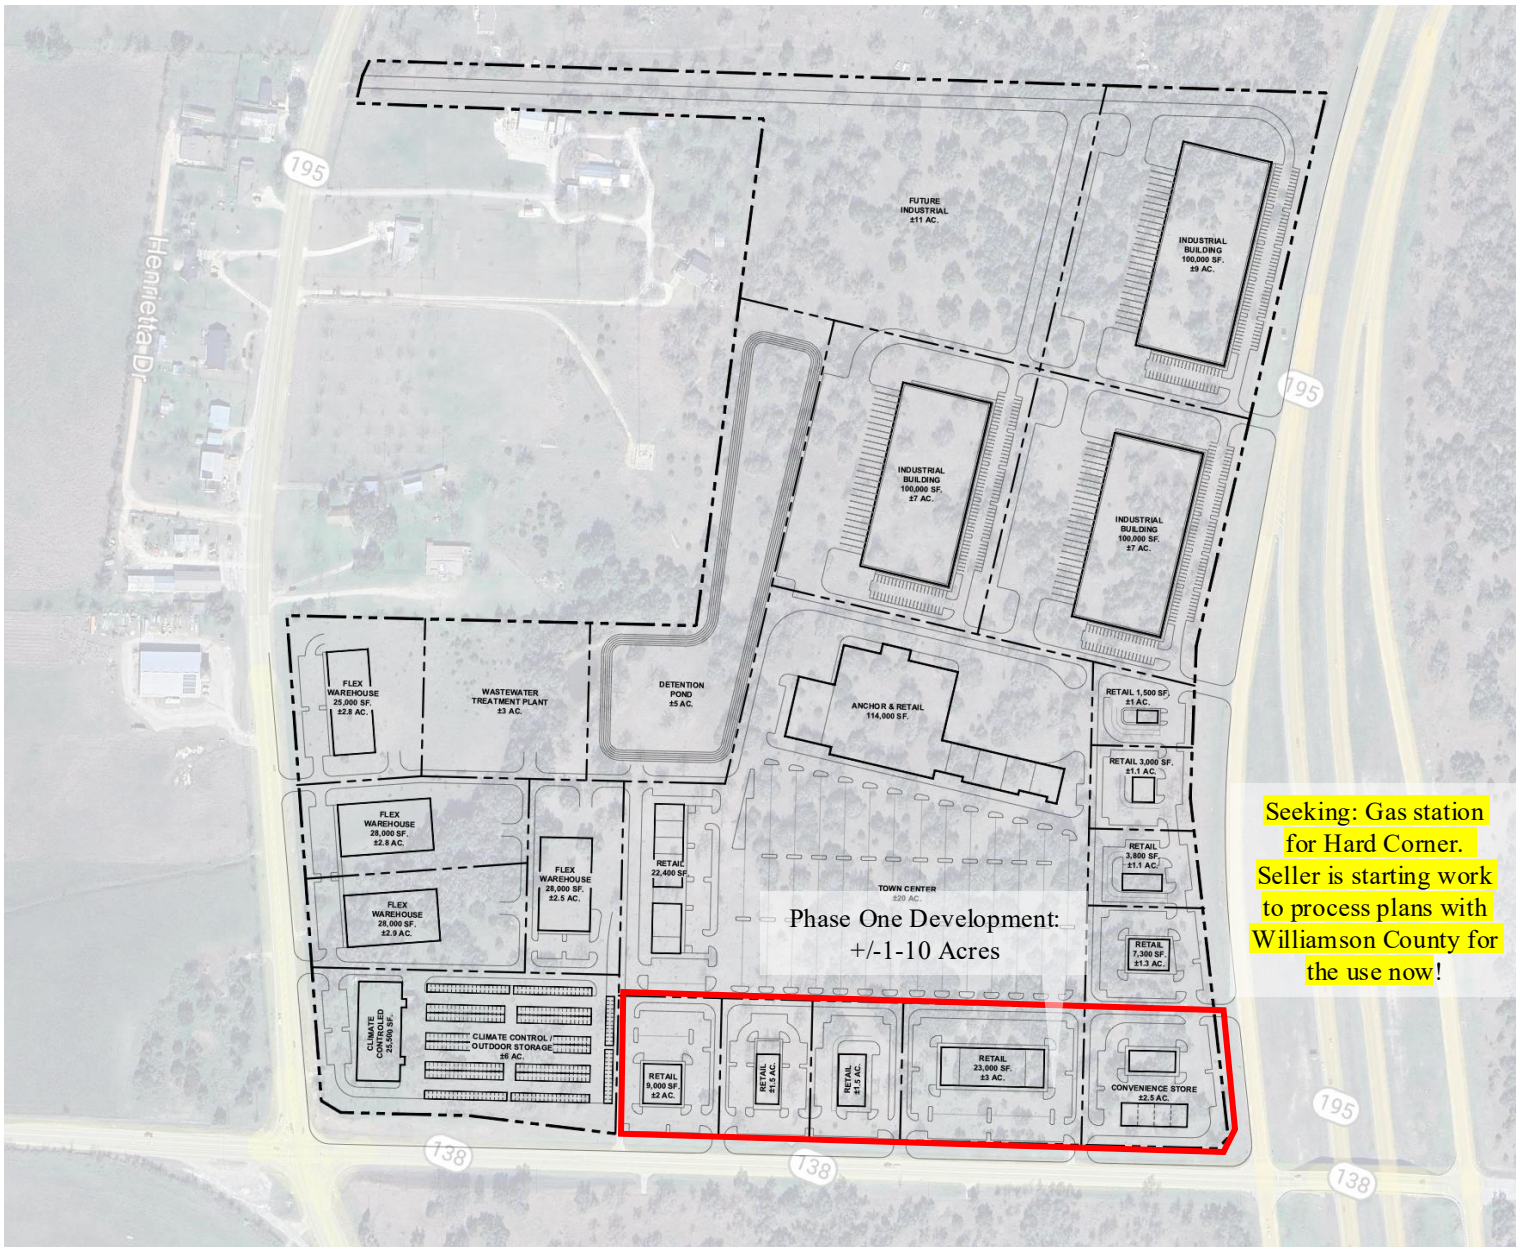 195
Henrietta Dr
FUTURE
INDUSTRIAL
±11 AC.
INDUSTRIAL
BUILDING
100,000 SF.
±9 AC.
195
INDUSTRIAL
BUILDING
100,000 SF.
±7 AC.
INDUSTRIAL
BUILDING
100,000 SF.
±7 AC.
FLEX
WAREHOUSE
25,000 SF.
±2.8 AC.
WASTEWATER
TREATMENT PLANT
±3 AC.
DETENTION
POND
±5 AC.
ANCHOR & RETAIL
114,000 SF.
RETAIL 1,500 SF.
±1 AC.
RETAIL 3,000 SF.
±1.1 AC.
RETAIL
3,800 SF.
±1.1 AC.
RETAIL
7,300 SF.
±1.3 AC.
Seeking: Gas station
for Hard Corner.
Seller is starting work
to process plans with
Williamson County for
the use now!
FLEX
WAREHOUSE
28,000 SF.
±2.8 AC.
FLEX
WAREHOUSE
28,000 SF.
±2.9 AC.
FLEX
WAREHOUSE
28,000 SF.
±2.5 AC.
RETAIL
22,400 SF
TOWN CENTER
±20 AC.
Phase One Development:
+/-1-10 Acres
CLIMATE
CONTROLED
25,500 SF.
CLIMATE CONTROL /
OUTDOOR STORAGE
±6 AC.
RETAIL
9,000 SF.
±2 AC.
RETAIL
±1.5 AC.
RETAIL
±1.5 AC.
RETAIL
23,000 SF.
±3 AC.
CONVENIENCE STORE
±2.5 AC.
195
138
138
138